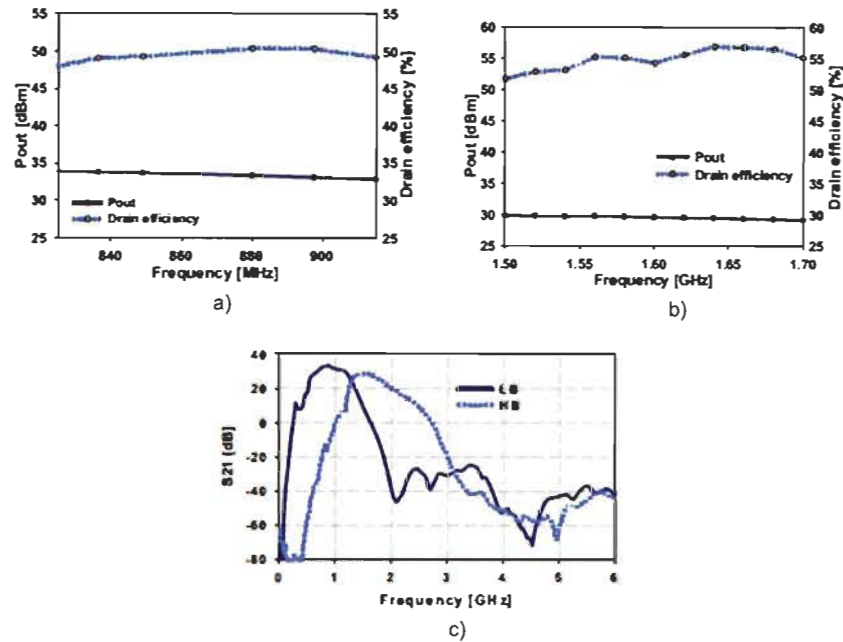 55
50
45
40
35
30
25
Pout [dBm]
55
50
45
40
35
30
25
Drain efficiency [%]
Pout
Drain efficiency
840 860 880 900
Frequency [MHz]
a)
60
55
50
45
40
35
30
25
Pout [dBm]
60
55
50
45
40
35
30
25
Drain efficiency [%]
Pout
Drain efficiency
1.50 1.55 1.60 1.65 1.70
Frequency [GHz]
b)
40
20
0
-20
-40
-60
-80
S21 [dB]
LB
HB
0 1 2 3 4 5 6
Frequency [GHz]
c)